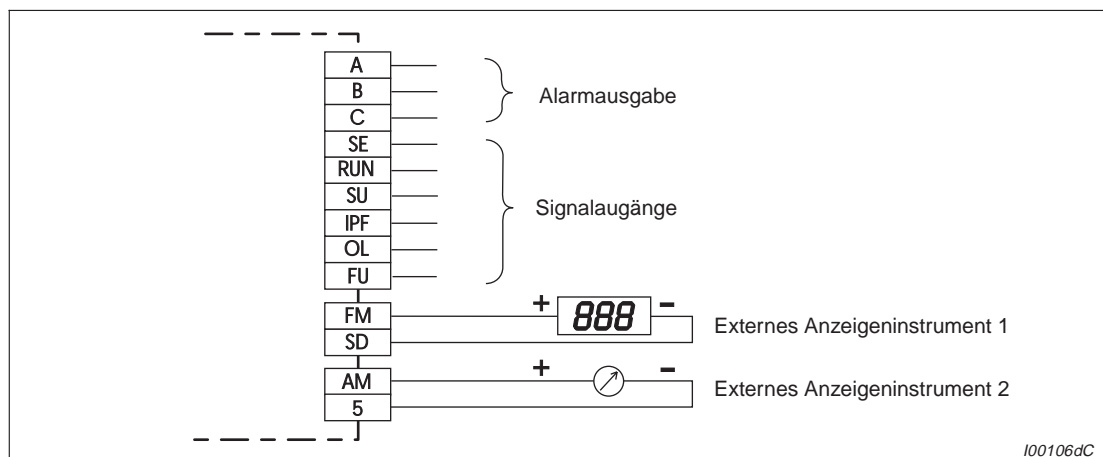 A
B
C
Alarmausgabe
SE
RUN
SU
IPF
OL
FU
Signalaugänge
FM
SD
+ 888 -
Externes Anzeigeninstrument 1
AM
5
+ -
Externes Anzeigeninstrument 2
I00106dC